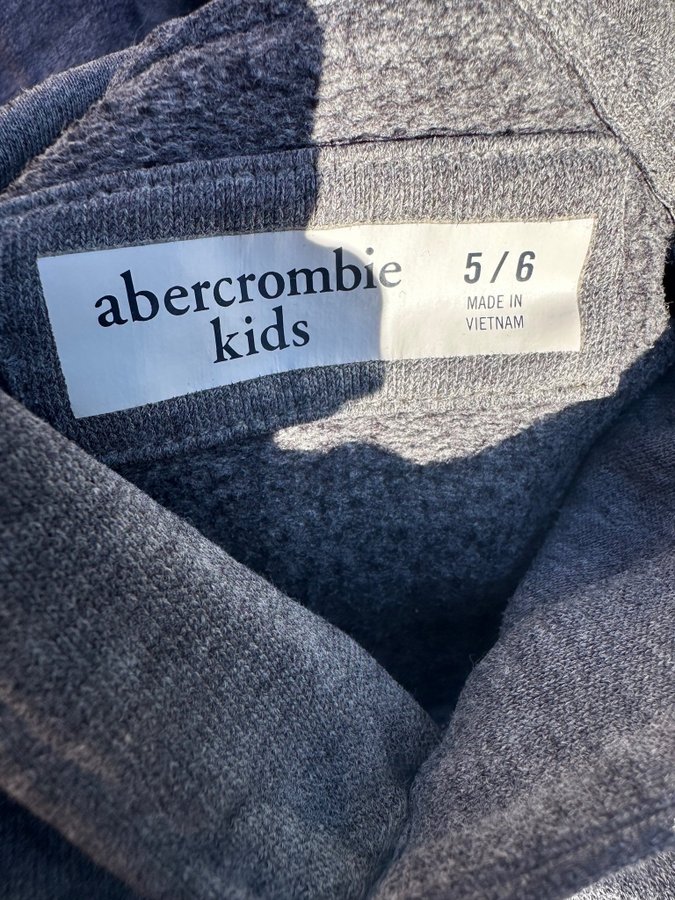 abercrombie
kids
5/6
MADE IN
VIETNAM